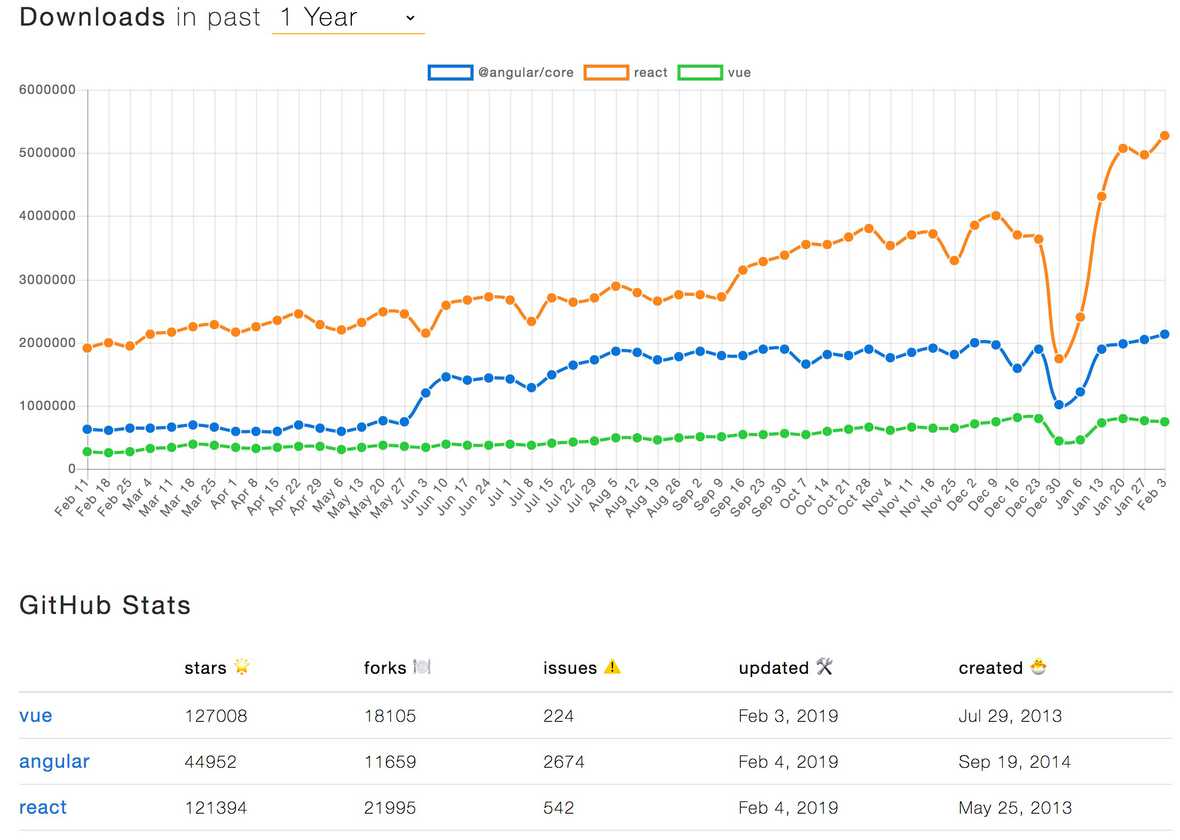 Downloads in past 1 Year
@angular/core react vue
6000000
5000000
4000000
3000000
2000000
1000000
0
Feb 11 Feb 18 Feb 25 Mar 4 Mar 11 Mar 18 Mar 25 Apr 1 Apr 8 Apr 15 Apr 22 Apr 29 May 6 May 13 May 20 May 27 Jun 3 Jun 10 Jun 17 Jun 24 Jul 1 Jul 8 Jul 15 Jul 22 Jul 29 Aug 5 Aug 12 Aug 19 Aug 26 Sep 2 Sep 9 Sep 16 Sep 23 Sep 30 Oct 7 Oct 14 Oct 21 Oct 28 Nov 4 Nov 11 Nov 18 Nov 25 Dec 2 Dec 9 Dec 16 Dec 23 Dec 30 Jan 6 Jan 13 Jan 20 Jan 27 Feb 3
GitHub Stats
stars forks issues updated created
vue 127008 18105 224 Feb 3, 2019 Jul 29, 2013
angular 44952 11659 2674 Feb 4, 2019 Sep 19, 2014
react 121394 21995 542 Feb 4, 2019 May 25, 2013